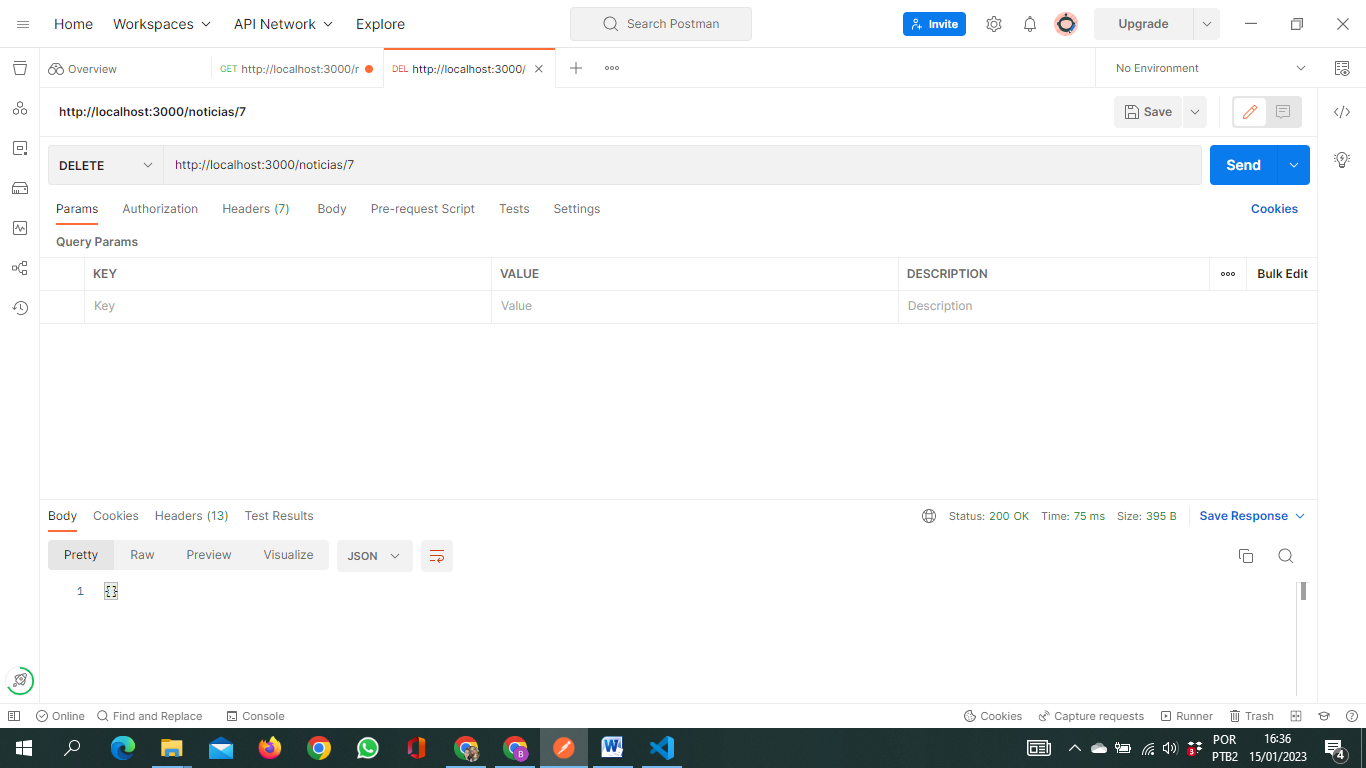 Home Workspaces API Network Explore Search Postman Invite Upgrade
Overview GET http://localhost:3000/r DEL http://localhost:3000/ No Environment
http://localhost:3000/noticias/7 Save
DELETE http://localhost:3000/noticias/7 Send
Params Authorization Headers (7) Body Pre-request Script Tests Settings Cookies
Query Params
KEY VALUE DESCRIPTION Bulk Edit
Key Value Description
Body Cookies Headers (13) Test Results Status: 200 OK Time: 75 ms Size: 395 B Save Response
Pretty Raw Preview Visualize JSON
1 {}
Online Find and Replace Console Cookies Capture requests Runner Trash
POR 16:36
PTB2 15/01/2023
B 3 4